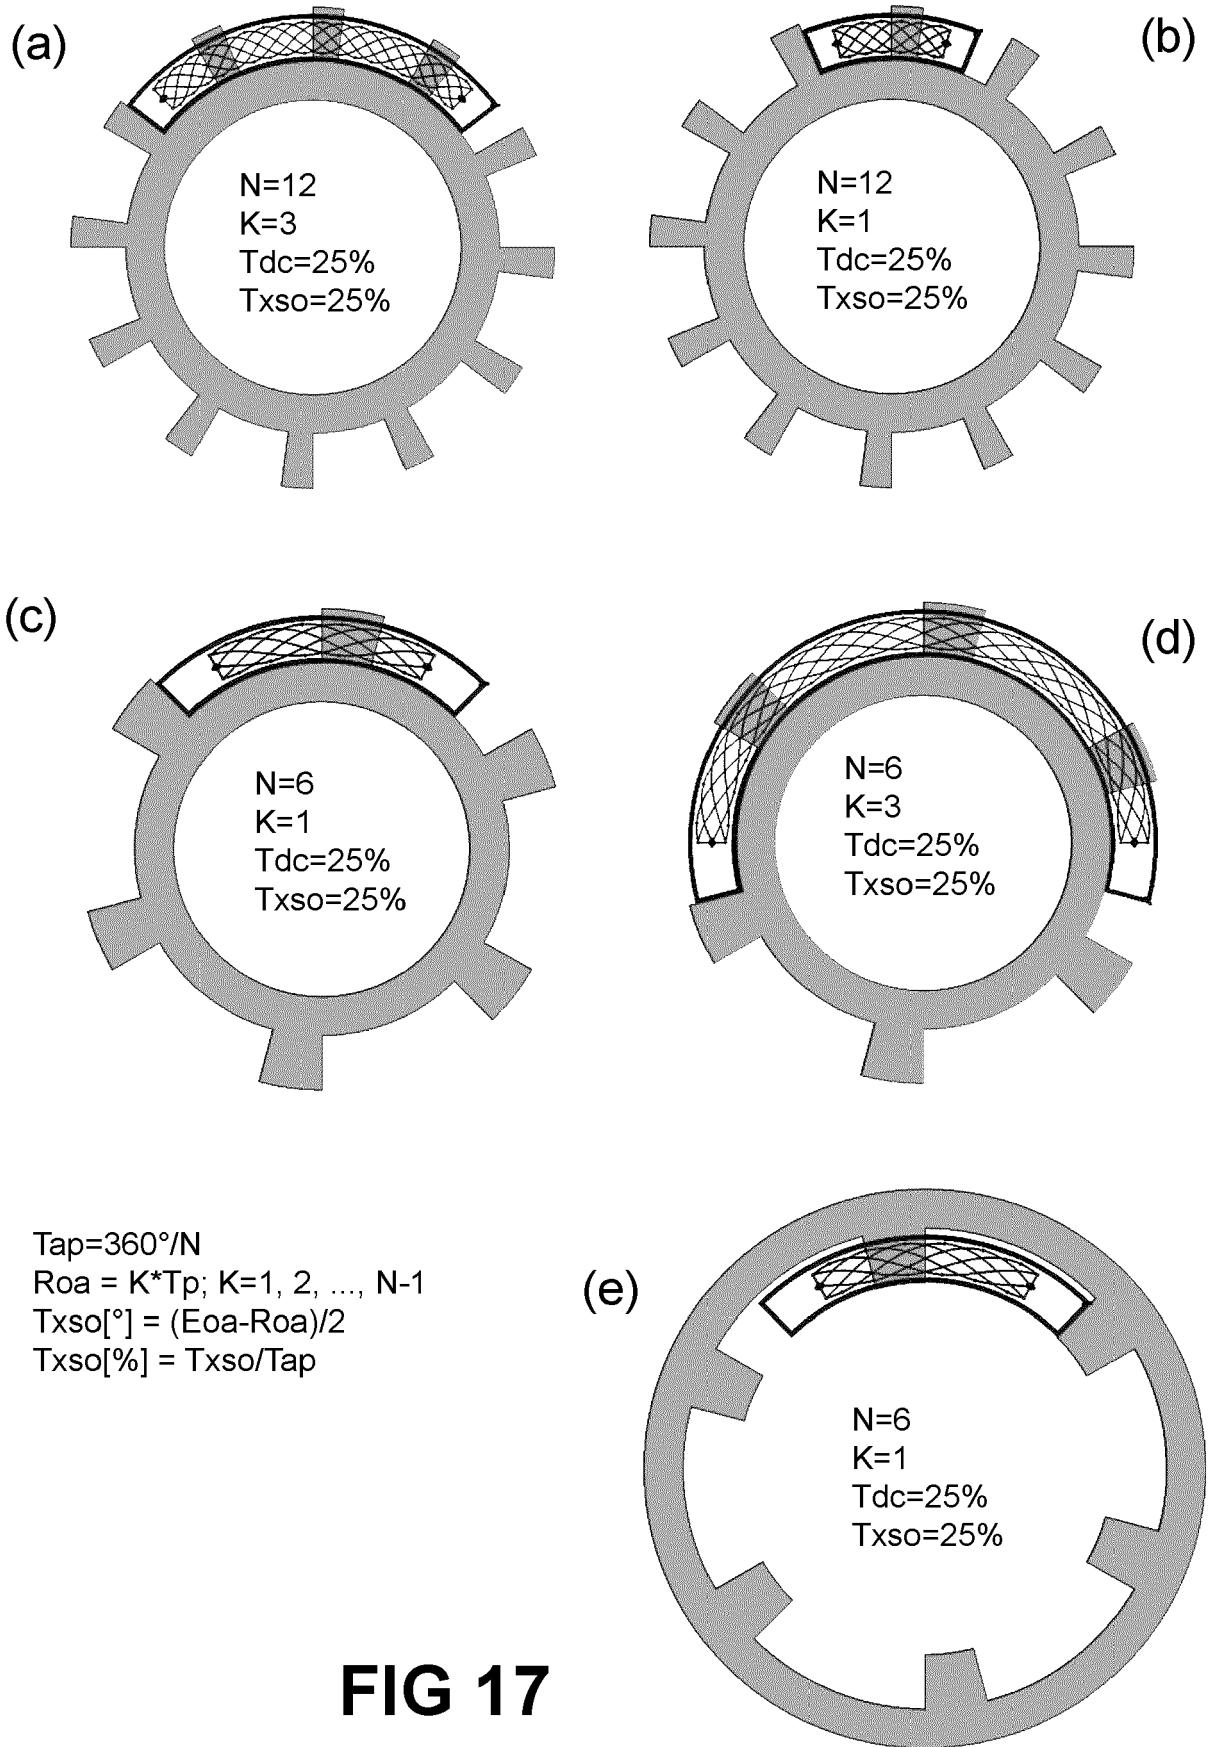 (a)
N=12
K=3
Tdc=25%
Txso=25%
(b)
N=12
K=1
Tdc=25%
Txso=25%
(c)
N=6
K=1
Tdc=25%
Txso=25%
(d)
N=6
K=3
Tdc=25%
Txso=25%
Tap=360°/N
Roa = K*Tp; K=1, 2, ..., N-1
Txso[°] = (Eoa-Roa)/2
Txso[%] = Txso/Tap
(e)
N=6
K=1
Tdc=25%
Txso=25%
FIG 17